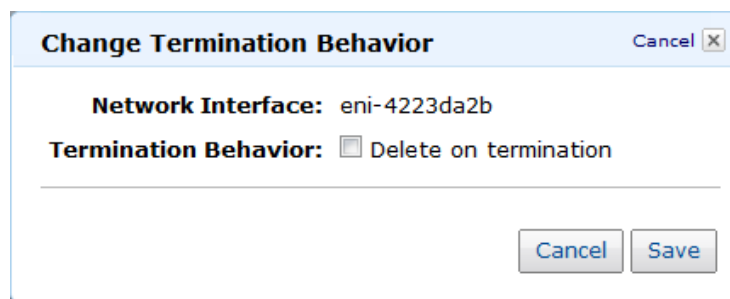 Change Termination Behavior Cancel
Network Interface: eni-4223da2b
Termination Behavior: Delete on termination
Cancel Save